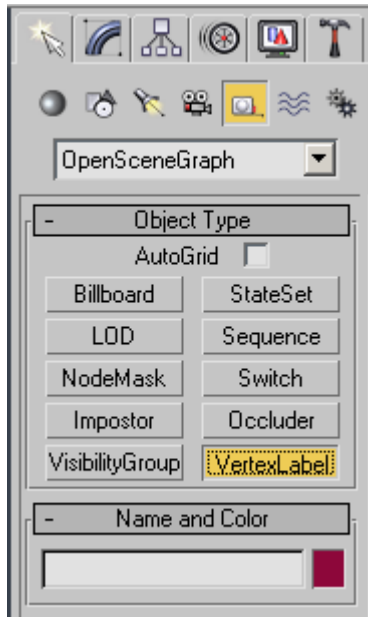 OpenSceneGraph
- Object Type
AutoGrid
Billboard StateSet
LOD Sequence
NodeMask Switch
Impostor Occluder
VisibilityGroup VertexLabel
- Name and Color